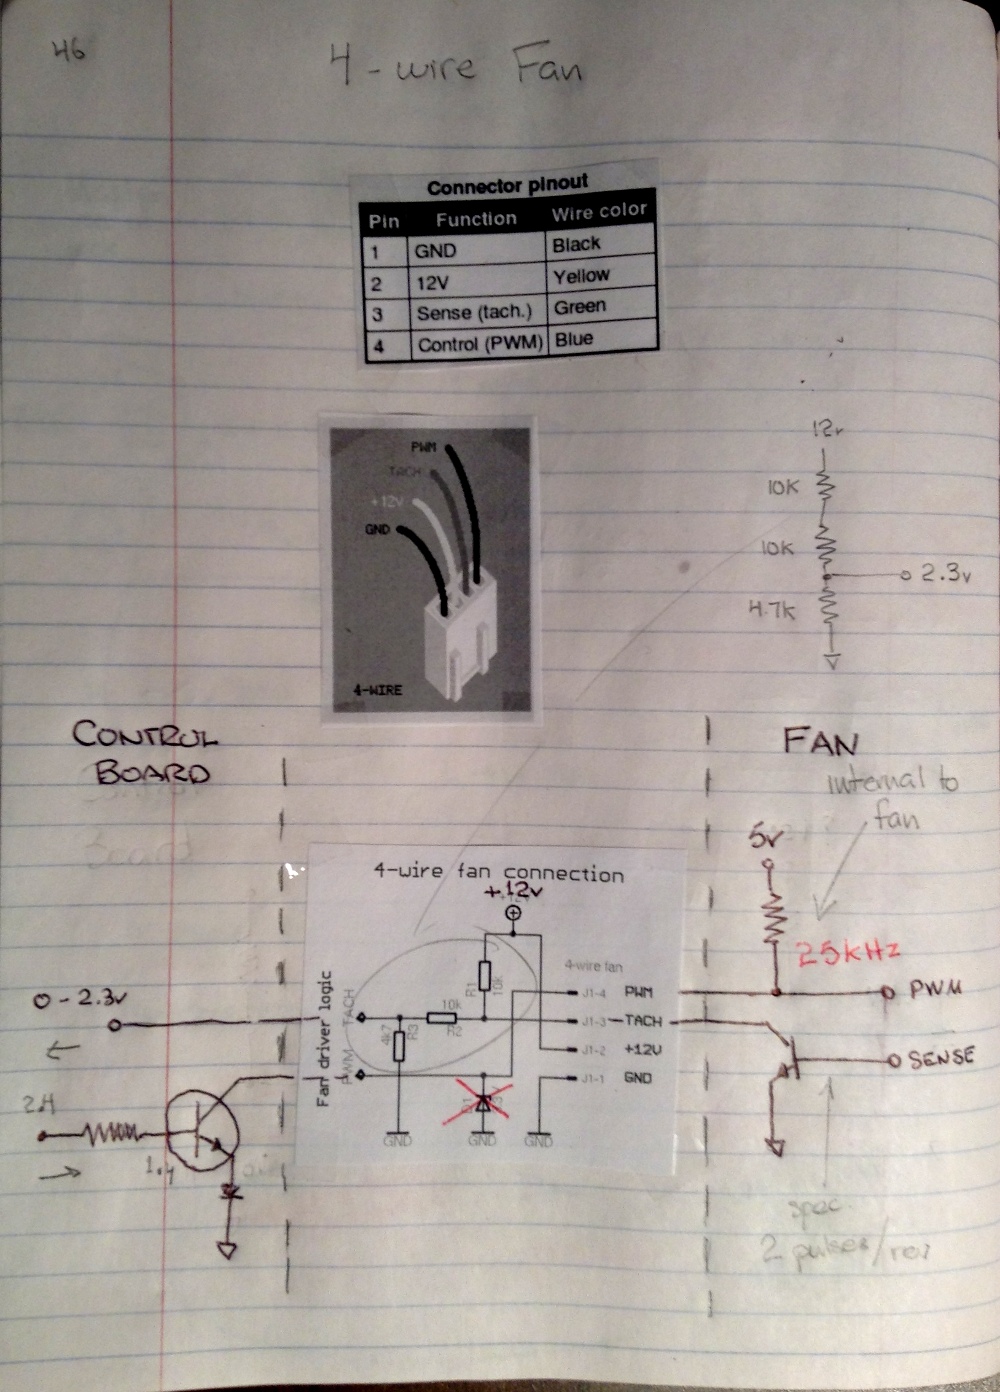 46
4-wire Fan
Connector pinout
Pin Function Wire color
1 GND Black
2 12V Yellow
3 Sense (tach.) Green
4 Control (PWM) Blue
PWM
TACH
+12V
GND
4-WIRE
12v
10K
10K
2.3v
4.7K
CONTROL
BOARD
FAN
internal to
fan
5v
25kHz
4-wire fan connection
+12v
4-wire fan
Fan driver logic
TACH
PWM
R1
10k
10k
R2
4k7
R3
J1-4 PWM
J1-3 TACH
J1-2 +12V
J1-1 GND
GND
GND
GND
0-2.3v
PWM
SENSE
spec
2 pulses/rev